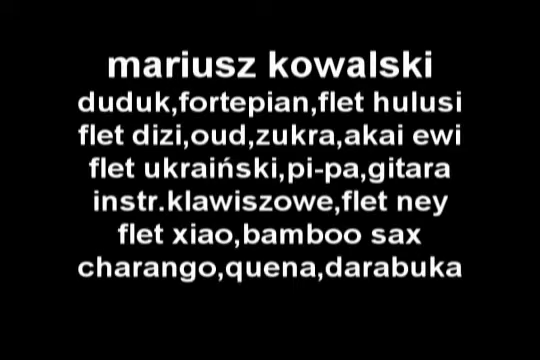 mariusz kowalski
duduk,fortepian,flet hulusi
flet dizi,oud,zukra,akai ewi
flet ukraiński,pi-pa,gitara
instr.klawiszowe,flet ney
flet xiao,bamboo sax
charango,quena,darabuka